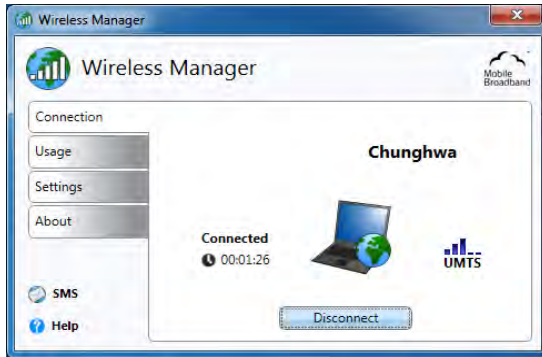 Wireless Manager
Wireless Manager
Mobile
Broadband
Connection
Usage
Settings
About
SMS
Help
Chunghwa
Connected
00:01:26
UMTS
Disconnect